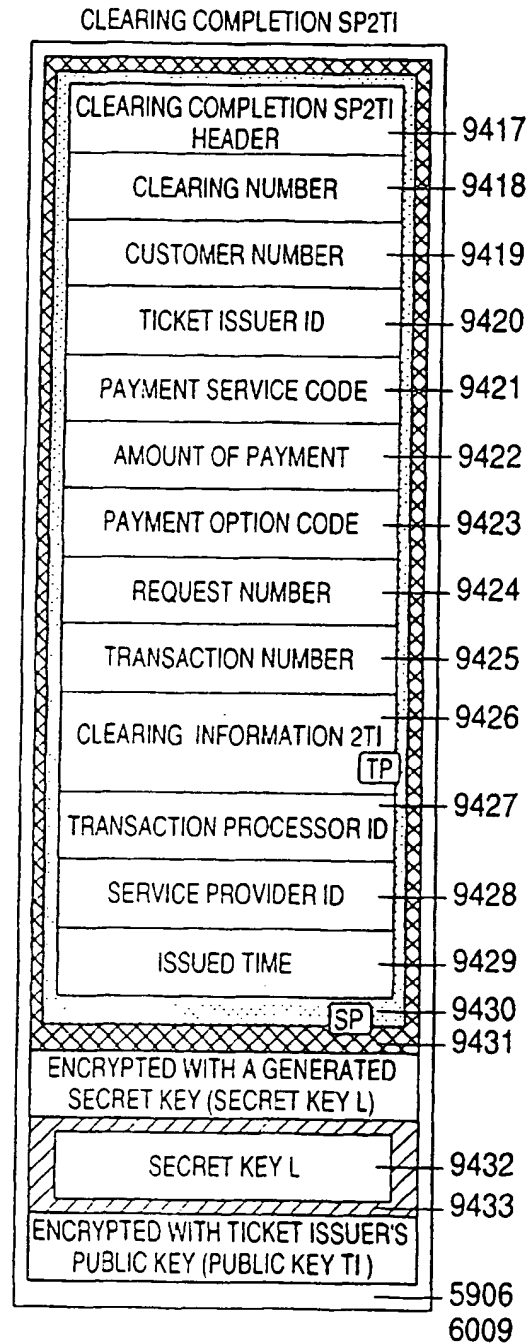 CLEARING COMPLETION SP2TI
CLEARING COMPLETION SP2TI
HEADER
9417
CLEARING NUMBER
9418
CUSTOMER NUMBER
9419
TICKET ISSUER ID
9420
PAYMENT SERVICE CODE
9421
AMOUNT OF PAYMENT
9422
PAYMENT OPTION CODE
9423
REQUEST NUMBER
9424
TRANSACTION NUMBER
9425
CLEARING INFORMATION 2TI
9426
TP
TRANSACTION PROCESSOR ID
9427
SERVICE PROVIDER ID
9428
ISSUED TIME
9429
SP
9430
9431
ENCRYPTED WITH A GENERATED
SECRET KEY (SECRET KEY L)
SECRET KEY L
9432
9433
ENCRYPTED WITH TICKET ISSUER'S
PUBLIC KEY (PUBLIC KEY TI)
5906
6009